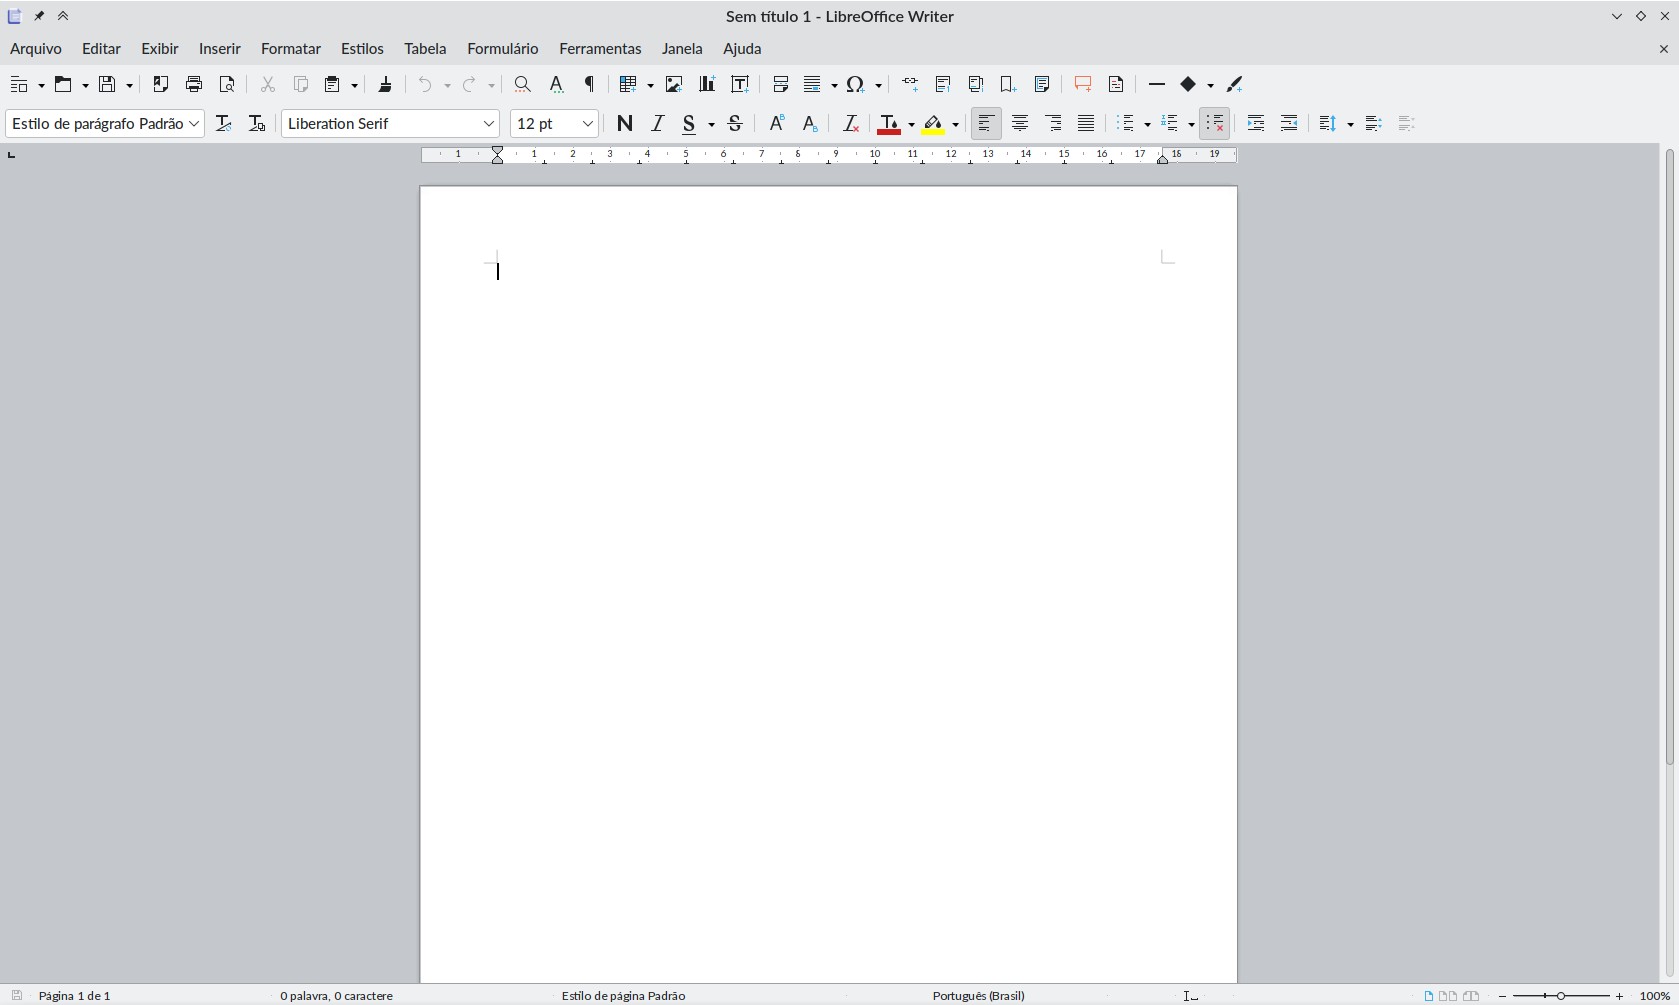 Sem título 1 - LibreOffice Writer
Arquivo Editar Exibir Inserir Formatar Estilos Tabela Formulário Ferramentas Janela Ajuda
Estilo de parágrafo Padrão Liberation Serif 12 pt N I S S
1 1 2 3 4 5 6 7 8 9 10 11 12 13 14 15 16 17 18 19
Página 1 de 1 0 palavra, 0 caractere Estilo de página Padrão Português (Brasil) 100%